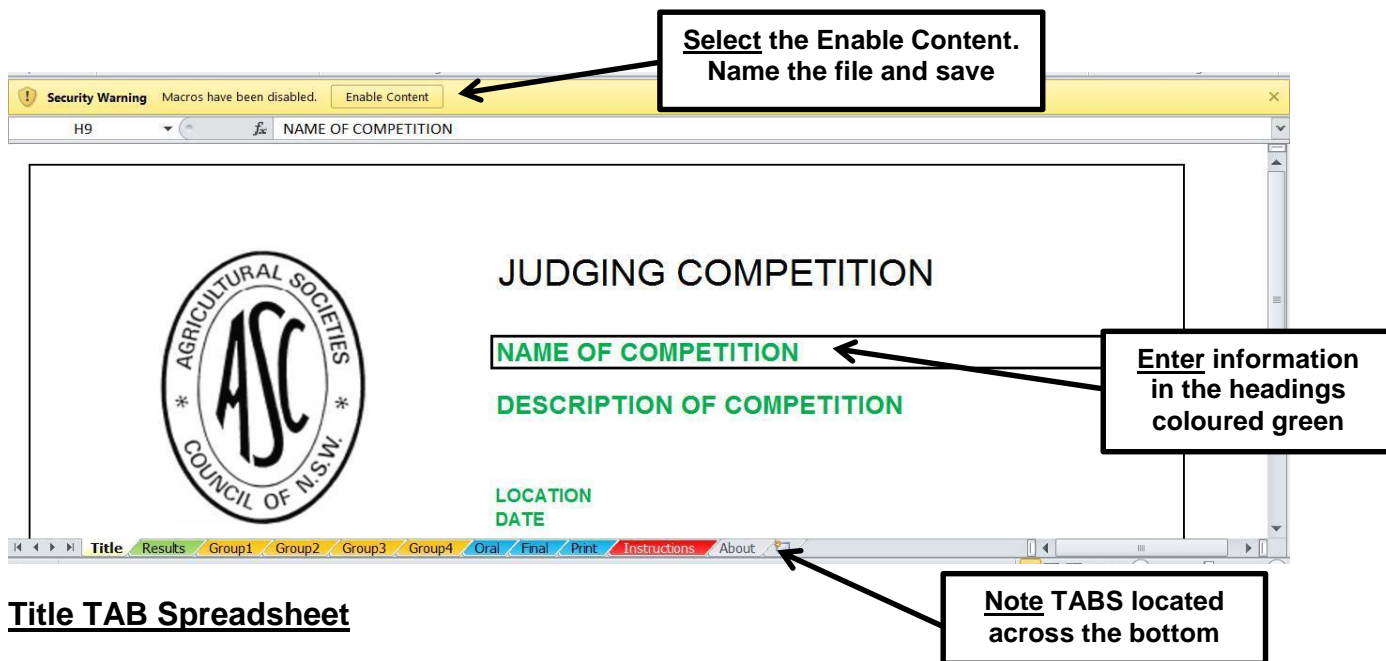 Select the Enable Content.
Name the file and save
Security Warning Macros have been disabled. Enable Content
H9 fx NAME OF COMPETITION
AGRICULTURAL SOCIETIES
ASC
* *
COUNCIL OF N.S.W.
JUDGING COMPETITION
NAME OF COMPETITION
DESCRIPTION OF COMPETITION
LOCATION
DATE
Enter information
in the headings
coloured green
Title Results Group1 Group2 Group3 Group4 Oral Final Print Instructions About
Note TABS located
across the bottom
Title TAB Spreadsheet